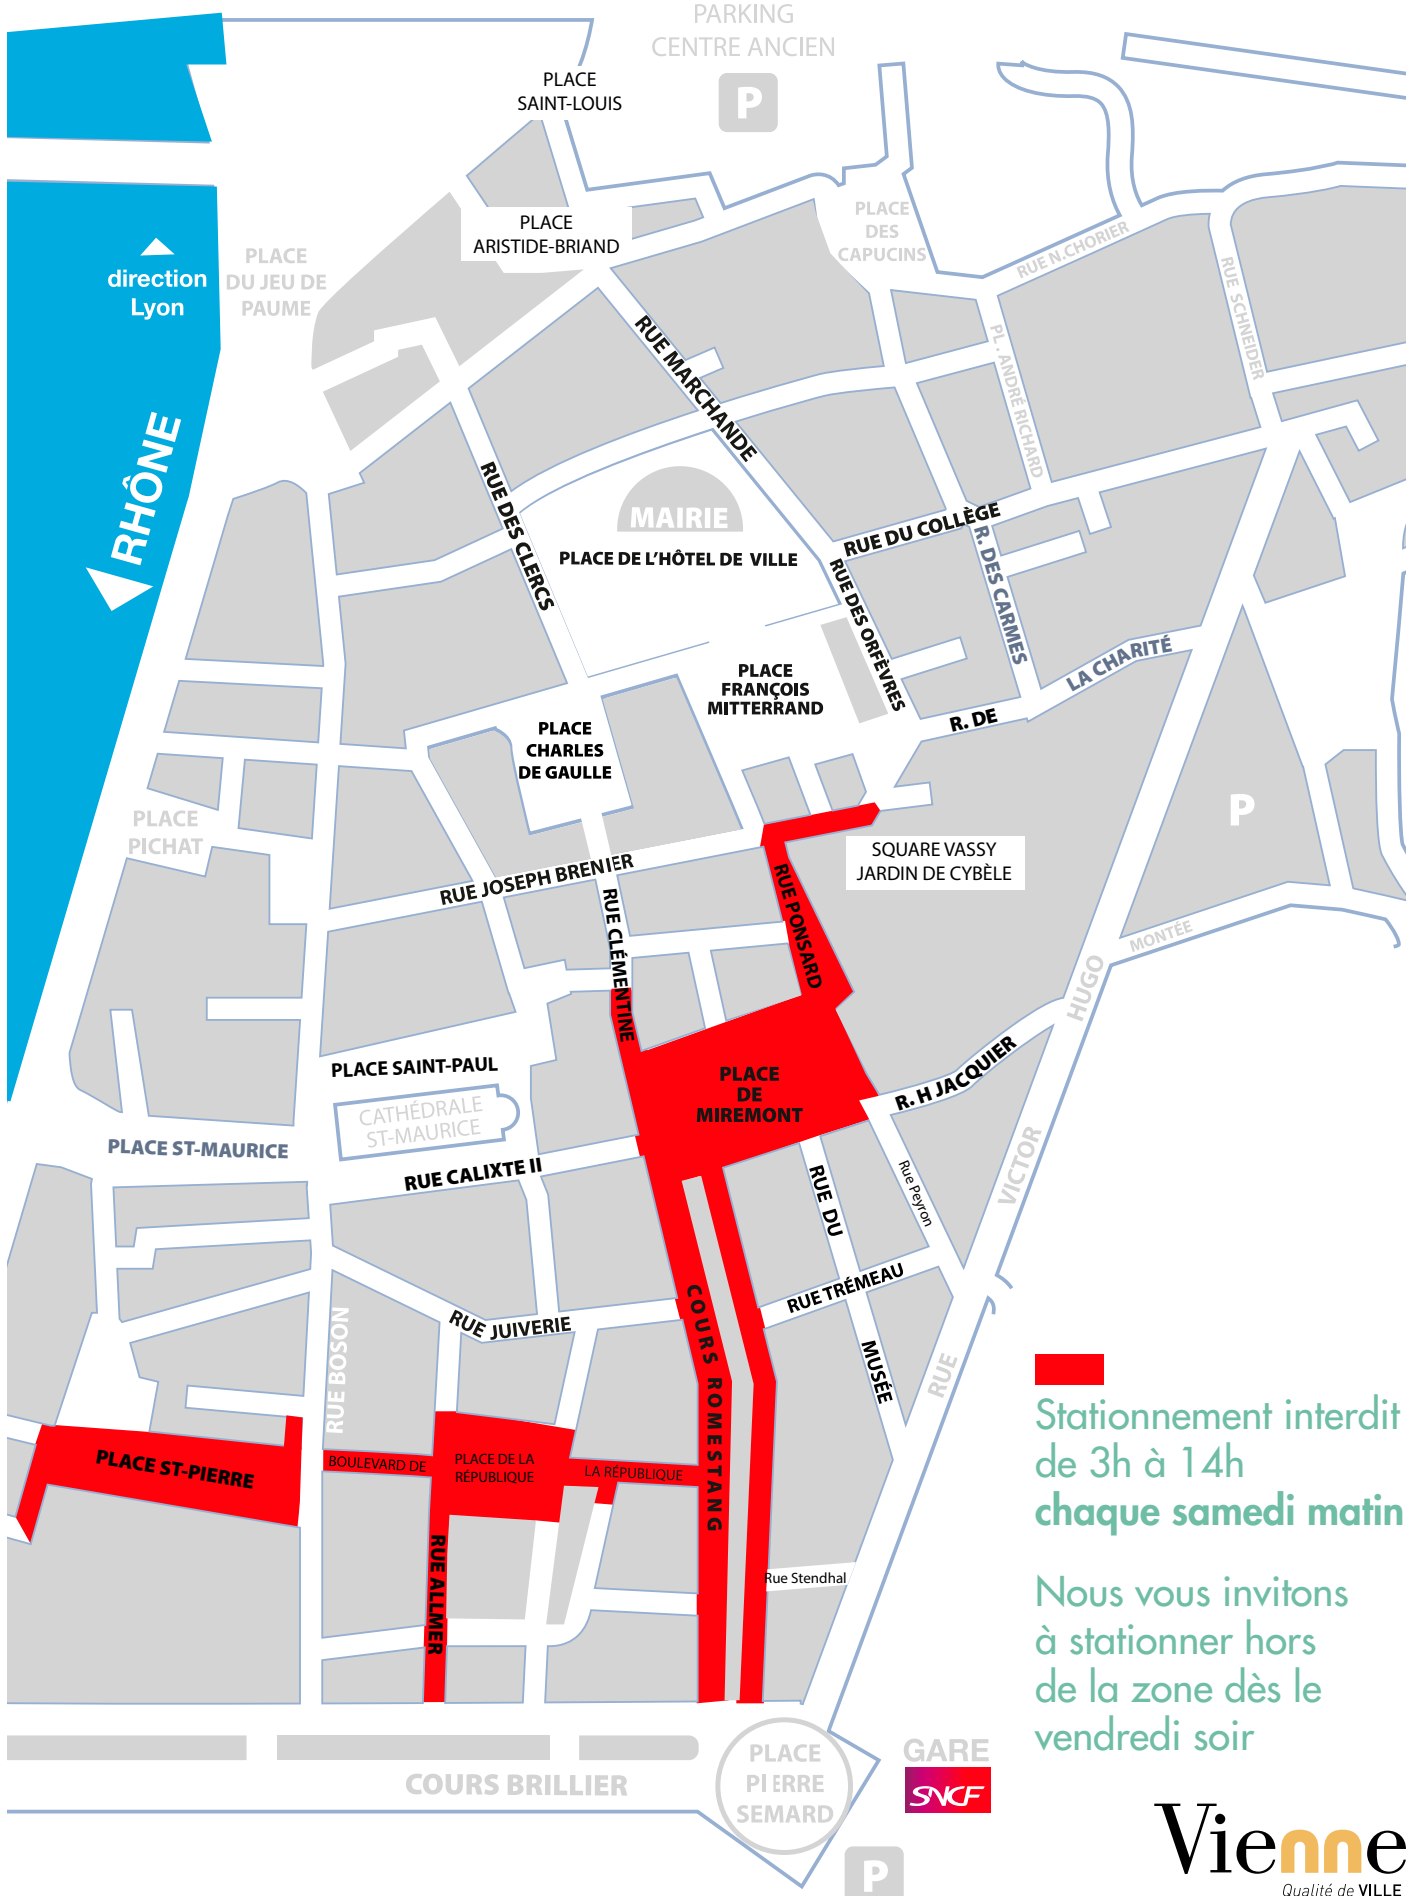 PARKING
CENTRE ANCIEN
P
PLACE
SAINT-LOUIS
PLACE
ARISTIDE-BRIAND
PLACE
DES
CAPUCINS
RUE N.CHORIER
RUE SCHNEIDER
direction
Lyon
PLACE
DU JEU DE
PAUME
RUE MARCHANDE
PL . ANDRÉ RICHARD
RHÔNE
RUE DES CLERCS
MAIRIE
PLACE DE L'HÔTEL DE VILLE
RUE DU COLLÈGE
R. DES CARMES
RUE DES ORFÈVRES
LA CHARITÉ
R. DE
PLACE
FRANÇOIS
MITTERRAND
PLACE
CHARLES
DE GAULLE
PLACE
PICHAT
P
SQUARE VASSY
JARDIN DE CYBÈLE
RUE JOSEPH BRENIER
RUE CLÉMENTINE
RUE PONSARD
MONTÉE
HUGO
PLACE SAINT-PAUL
PLACE
DE
MIREMONT
R. H JACQUIER
CATHÉDRALE
ST-MAURICE
PLACE ST-MAURICE
RUE CALIXTE II
VICTOR
RUE DU
Rue Peyron
RUE TRÉMEAU
COURS ROMESTANG
RUE JUIVERIE
RUE BOSON
MUSÉE
RUE
PLACE ST-PIERRE
BOULEVARD DE
PLACE DE LA
RÉPUBLIQUE
LA RÉPUBLIQUE
RUE ALLMER
Rue Stendhal
Stationnement interdit
de 3h à 14h
chaque samedi matin
Nous vous invitons
à stationner hors
de la zone dès le
vendredi soir
COURS BRILLIER
PLACE
PIERRE
SEMARD
GARE
SNCF
P
Vienne
Qualité de VILLE